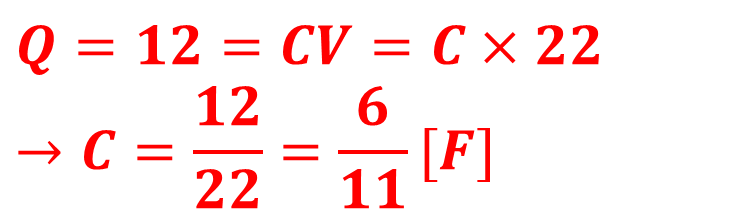 Q = 12 = CV = C × 22
→ C = 12/22 = 6/11 [F]